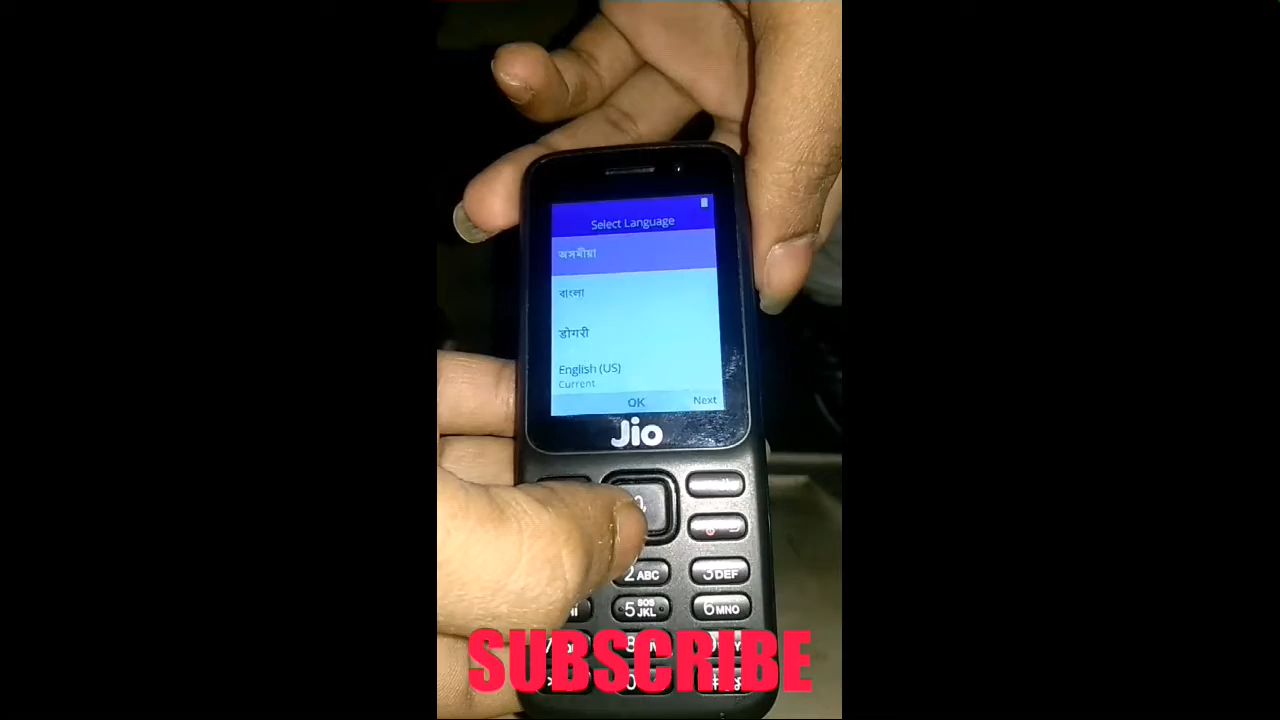 Select Language
অসমীয়া
বাংলা
डोगरी
English (US)
Current
OK Next
Jio
2 ABC 3 DEF
5 SOS JKL 6 MNO
SUBSCRIBE